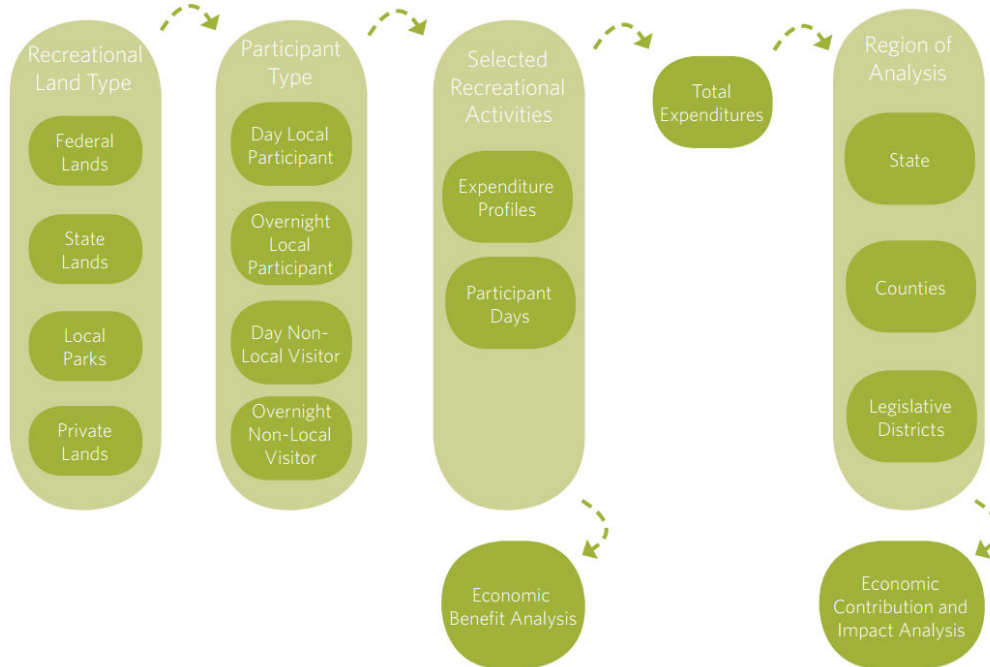 Recreational
Land Type
Federal
Lands
State
Lands
Local
Parks
Private
Lands
Participant
Type
Day Local
Participant
Overnight
Local
Participant
Day Non-
Local Visitor
Overnight
Non-Local
Visitor
Selected
Recreational
Activities
Expenditure
Profiles
Participant
Days
Economic
Benefit Analysis
Total
Expenditures
Region of
Analysis
State
Counties
Legislative
Districts
Economic
Contribution and
Impact Analysis